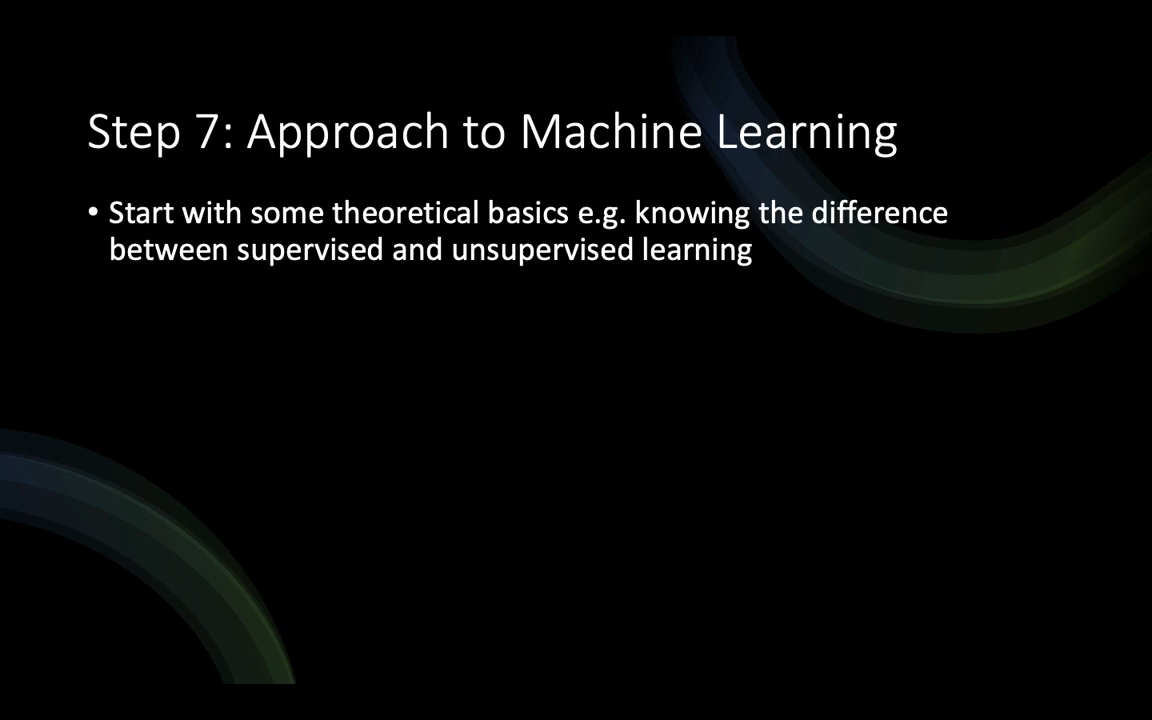 Step 7: Approach to Machine Learning
• Start with some theoretical basics e.g. knowing the difference
between supervised and unsupervised learning